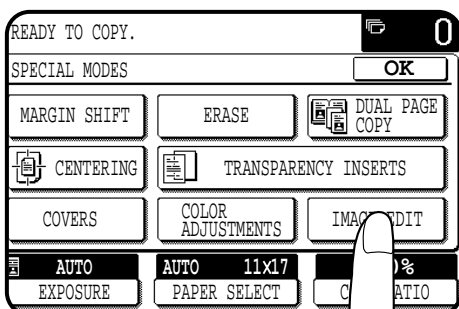 READY TO COPY.
0
SPECIAL MODES
OK
MARGIN SHIFT
ERASE
DUAL PAGE
COPY
CENTERING
TRANSPARENCY INSERTS
COVERS
COLOR
ADJUSTMENTS
EDIT
AUTO
AUTO 11x17
%
EXPOSURE
PAPER SELECT